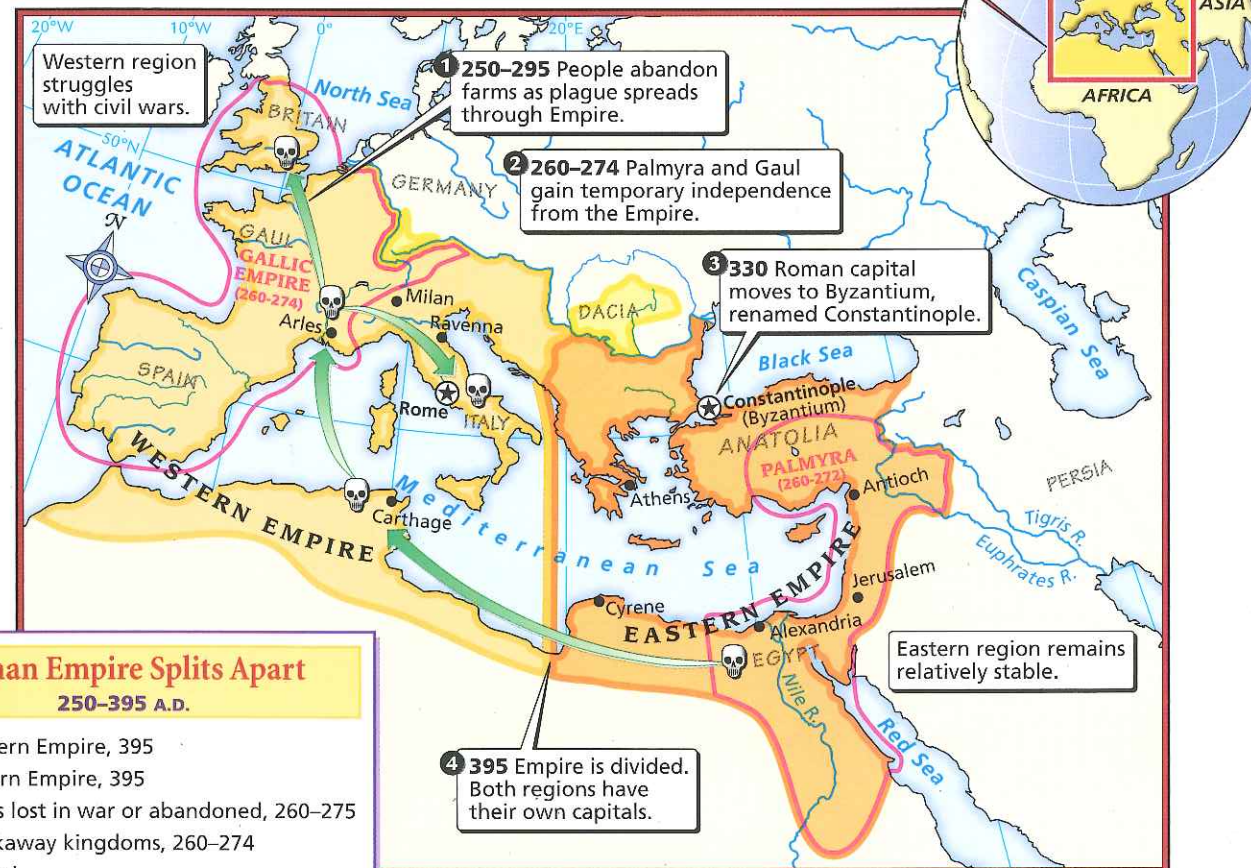 20°W
10°W
0°
20°E
ASIA
AFRICA
Western region
struggles
with civil wars.
1 250–295 People abandon
farms as plague spreads
through Empire.
North Sea
BRITAIN
50°N
ATLANTIC
OCEAN
N
2 260–274 Palmyra and Gaul
gain temporary independence
from the Empire.
GERMANY
GAUL
GALLIC
EMPIRE
(260-274)
3 330 Roman capital
moves to Byzantium,
renamed Constantinople.
Caspian Sea
DACIA
Milan
Arles
Ravenna
Black Sea
SPAIN
Rome
ITALY
Constantinople
(Byzantium)
ANATOLIA
PALMYRA
(260-272)
Antioch
PERSIA
WESTERN EMPIRE
Athens
Carthage
Mediterranean Sea
Tigris R.
Euphrates R.
Jerusalem
Cyrene
EASTERN EMPIRE
Alexandria
EGYPT
Nile R.
Eastern region remains
relatively stable.
Red Sea
4 395 Empire is divided.
Both regions have
their own capitals.
an Empire Splits Apart
250–395 A.D.
ern Empire, 395
rn Empire, 395
s lost in war or abandoned, 260–275
kaway kingdoms, 260–274